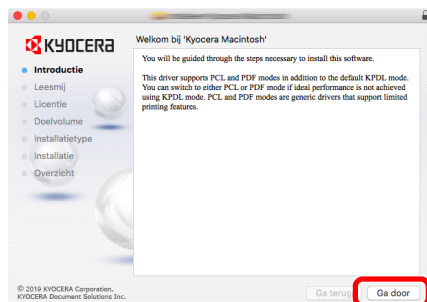 Welkom bij 'Kyocera Macintosh'
KYOCERA
Introductie
Leesmij
Licentie
Doelvolume
Installatietype
Installatie
Overzicht
You will be guided through the steps necessary to install this software.
This driver supports PCL and PDF modes in addition to the default KPDL mode.
You can switch to either PCL or PDF mode if ideal performance is not achieved
using KPDL mode. PCL and PDF modes are generic drivers that support limited
printing features.
© 2019 KYOCERA Corporation,
KYOCERA Document Solutions Inc.
Ga terug
Ga door